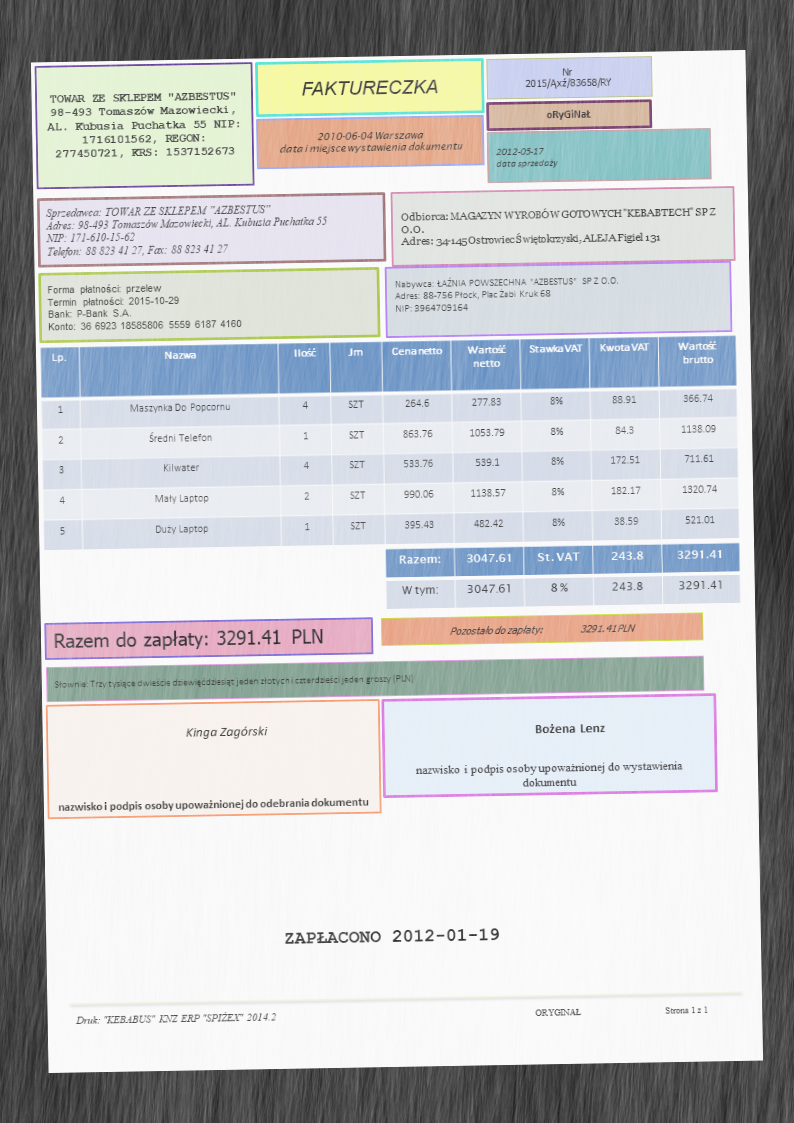 TOWAR ZE SKLEPEM "AZBESTUS"
98-493 Tomaszów Mazowiecki,
AL. Kubusia Puchatka 55 NIP:
1716101562, REGON:
277450721, KRS: 1537152673
FAKTURECZKA
2010-06-04 Warszawa
data i miejsce wystawienia dokumentu
Nr
2015/Axź/83658/RY
oRyGiNaŁ
2012-05-17
data sprzedaży
Sprzedawca: TOWAR ZE SKLEPEM "AZBESTUS"
Adres: 98-493 Tomaszów Mazowiecki, AL. Kubusia Puchatka 55
NIP: 171-610-15-62
Telefon: 88 823 41 27, Fax: 88 823 41 27
Odbiorca: MAGAZYN WYROBÓW GOTOWYCH "KEBABTECH" SP Z
O.O.
Adres: 34-145 Ostrowiec Świętokrzyski, ALEJA Figiel 131
Forma płatności: przelew
Termin płatności: 2015-10-29
Bank: P-Bank S.A.
Konto: 36 6923 18585806 5559 6187 4160
Nabywca: ŁAŹNIA POWSZECHNA "AZBESTUS" SP Z O.O.
Adres: 88-756 Płock, Plac Żabi Kruk 68
NIP: 3964709164
Lp. Nazwa Ilość Jm Cena netto Wartość netto Stawka VAT Kwota VAT Wartość brutto
1 Maszynka Do Popcornu 4 SZT 264.6 277.83 8% 88.91 366.74
2 Średni Telefon 1 SZT 863.76 1053.79 8% 84.3 1138.09
3 Kilwater 4 SZT 533.76 539.1 8% 172.51 711.61
4 Mały Laptop 2 SZT 990.06 1138.57 8% 182.17 1320.74
5 Duży Laptop 1 SZT 395.43 482.42 8% 38.59 521.01
Razem: 3047.61 St. VAT 243.8 3291.41
W tym: 3047.61 8% 243.8 3291.41
Razem do zapłaty: 3291.41 PLN
Pozostało do zapłaty: 3291.41 PLN
Słownie: Trzy tysiące dwieście dziewięćdziesiąt jeden złotych i czterdzieści jeden groszy (PLN)
Kinga Zagórski
nazwisko i podpis osoby upoważnionej do odebrania dokumentu
Bożena Lenz
nazwisko i podpis osoby upoważnionej do wystawienia
dokumentu
ZAPŁACONO 2012-01-19
Druk: "KEBABUS" KNZ ERP "SPIŻEX" 2014.2
ORYGINAŁ
Strona 1 z 1